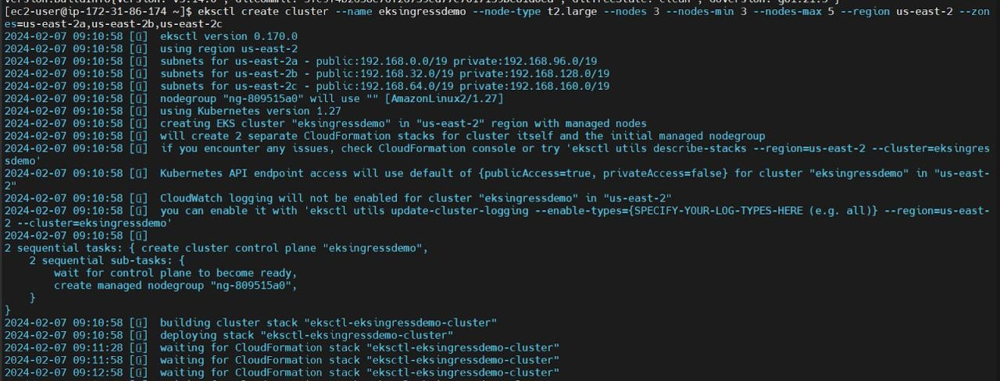 [ec2-user@ip-172-31-86-174 ~]$ eksctl create cluster --name eksingressdemo --node-type t2.large --nodes 3 --nodes-min 3 --nodes-max 5 --region us-east-2 --zon
es=us-east-2a,us-east-2b,us-east-2c
2024-02-07 09:10:58 [ℹ]  eksctl version 0.170.0
2024-02-07 09:10:58 [ℹ]  using region us-east-2
2024-02-07 09:10:58 [ℹ]  subnets for us-east-2a - public:192.168.0.0/19 private:192.168.96.0/19
2024-02-07 09:10:58 [ℹ]  subnets for us-east-2b - public:192.168.32.0/19 private:192.168.128.0/19
2024-02-07 09:10:58 [ℹ]  subnets for us-east-2c - public:192.168.64.0/19 private:192.168.160.0/19
2024-02-07 09:10:58 [ℹ]  nodegroup "ng-809515a0" will use "" [AmazonLinux2/1.27]
2024-02-07 09:10:58 [ℹ]  using Kubernetes version 1.27
2024-02-07 09:10:58 [ℹ]  creating EKS cluster "eksingressdemo" in "us-east-2" region with managed nodes
2024-02-07 09:10:58 [ℹ]  will create 2 separate CloudFormation stacks for cluster itself and the initial managed nodegroup
2024-02-07 09:10:58 [ℹ]  if you encounter any issues, check CloudFormation console or try 'eksctl utils describe-stacks --region=us-east-2 --cluster=eksingres
sdemo'
2024-02-07 09:10:58 [ℹ]  Kubernetes API endpoint access will use default of {publicAccess=true, privateAccess=false} for cluster "eksingressdemo" in "us-east-
2"
2024-02-07 09:10:58 [ℹ]  CloudWatch logging will not be enabled for cluster "eksingressdemo" in "us-east-2"
2024-02-07 09:10:58 [ℹ]  you can enable it with 'eksctl utils update-cluster-logging --enable-types={SPECIFY-YOUR-LOG-TYPES-HERE (e.g. all)} --region=us-east-
2 --cluster=eksingressdemo'
2024-02-07 09:10:58 [ℹ]
2 sequential tasks: { create cluster control plane "eksingressdemo",
    2 sequential sub-tasks: {
        wait for control plane to become ready,
        create managed nodegroup "ng-809515a0",
    }
}
2024-02-07 09:10:58 [ℹ]  building cluster stack "eksctl-eksingressdemo-cluster"
2024-02-07 09:10:58 [ℹ]  deploying stack "eksctl-eksingressdemo-cluster"
2024-02-07 09:11:28 [ℹ]  waiting for CloudFormation stack "eksctl-eksingressdemo-cluster"
2024-02-07 09:11:58 [ℹ]  waiting for CloudFormation stack "eksctl-eksingressdemo-cluster"
2024-02-07 09:12:58 [ℹ]  waiting for CloudFormation stack "eksctl-eksingressdemo-cluster"